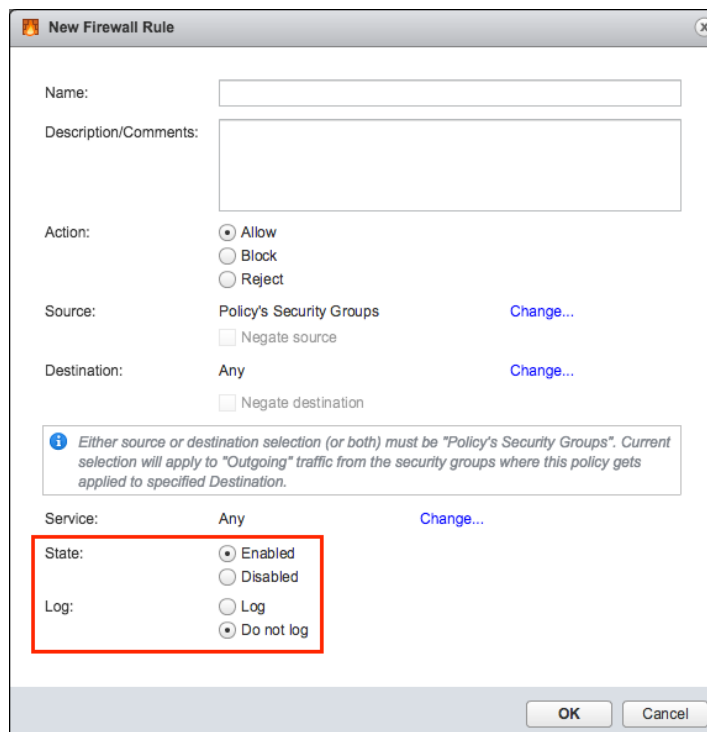 New Firewall Rule
Name:
Description/Comments:
Action:
Allow
Block
Reject
Source: Policy's Security Groups Change...
Negate source
Destination: Any Change...
Negate destination
Either source or destination selection (or both) must be "Policy's Security Groups". Current
selection will apply to "Outgoing" traffic from the security groups where this policy gets
applied to specified Destination.
Service: Any Change...
State: Enabled
Disabled
Log: Log
Do not log
OK Cancel